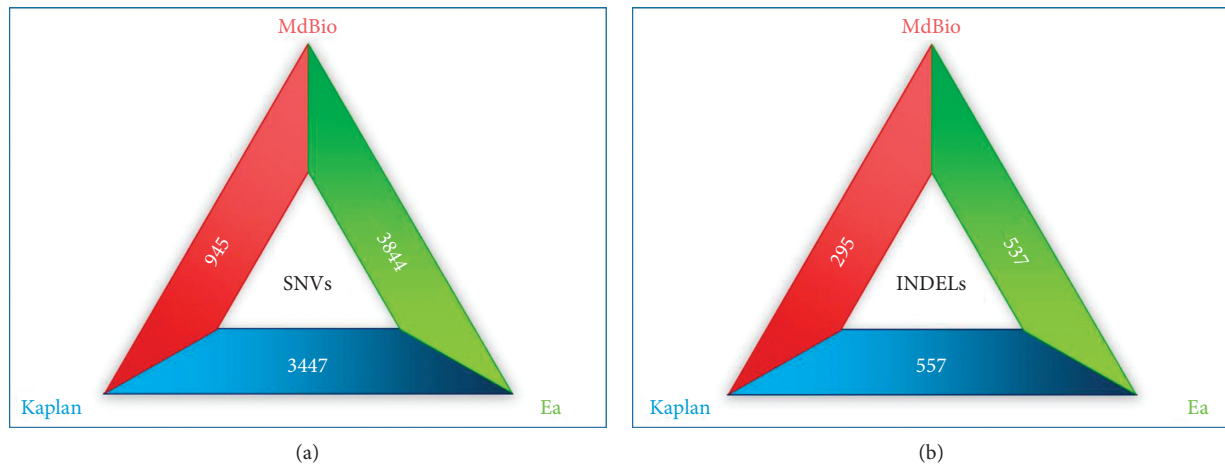 MdBio
945
3844
SNVs
3447
Kaplan
Ea
(a)
MdBio
295
537
INDELs
557
Kaplan
Ea
(b)